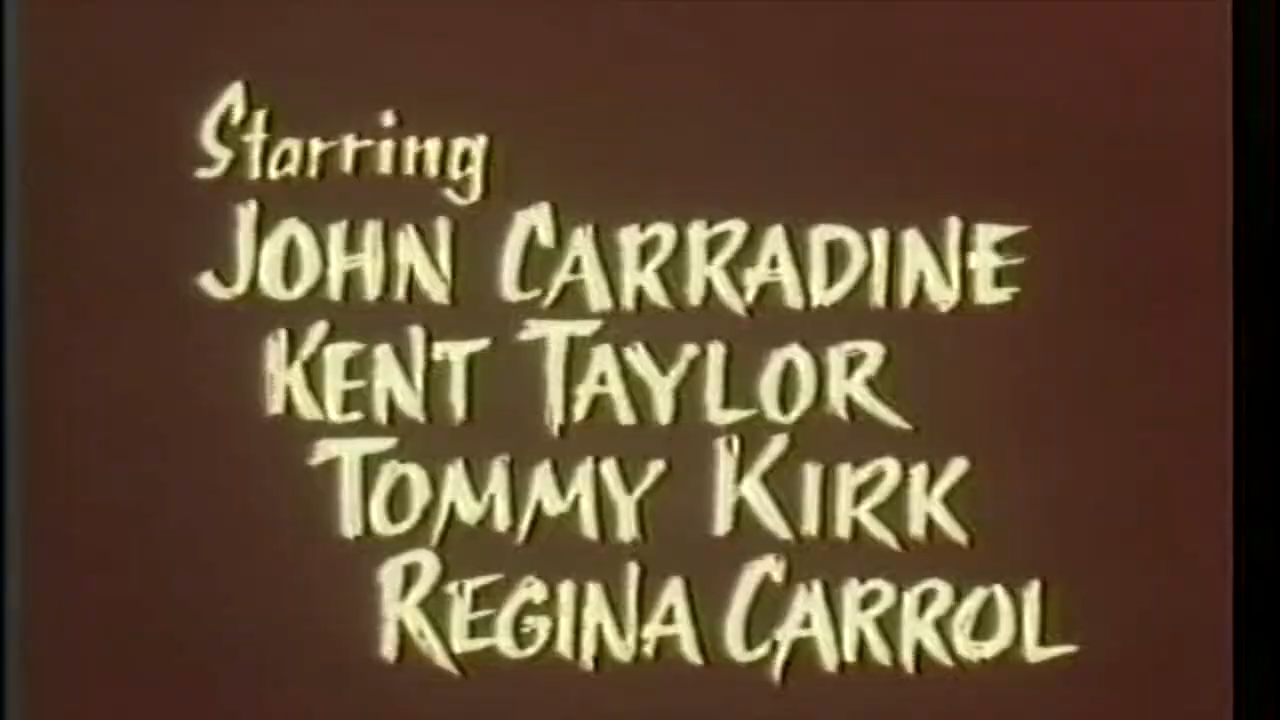 Starring
JOHN CARRADINE
KENT TAYLOR
TOMMY KIRK
REGINA CARROL